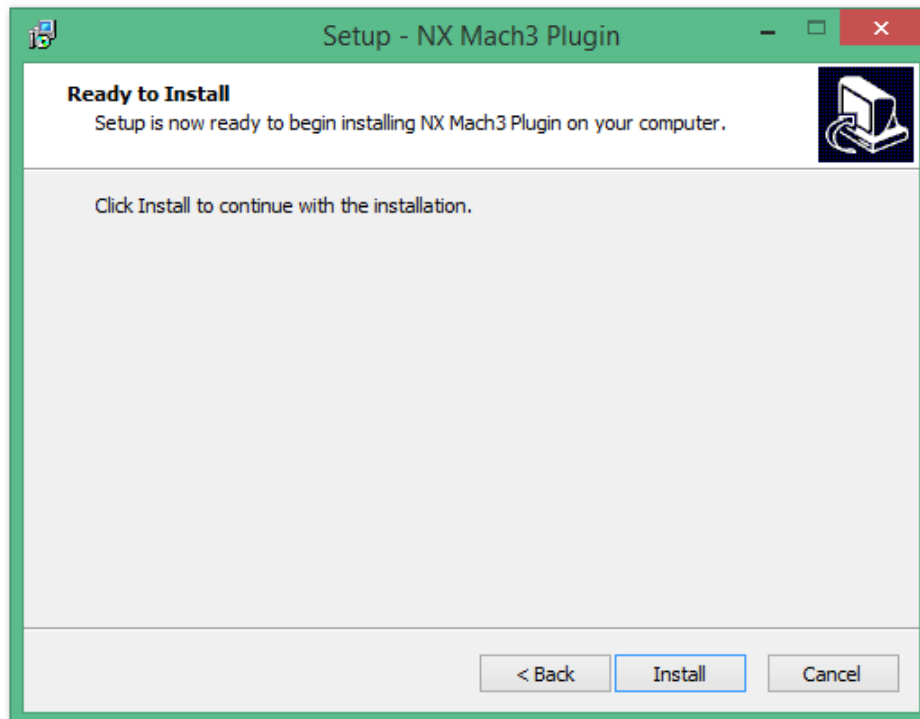 Setup - NX Mach3 Plugin
Ready to Install
Setup is now ready to begin installing NX Mach3 Plugin on your computer.
Click Install to continue with the installation.
< Back Install Cancel